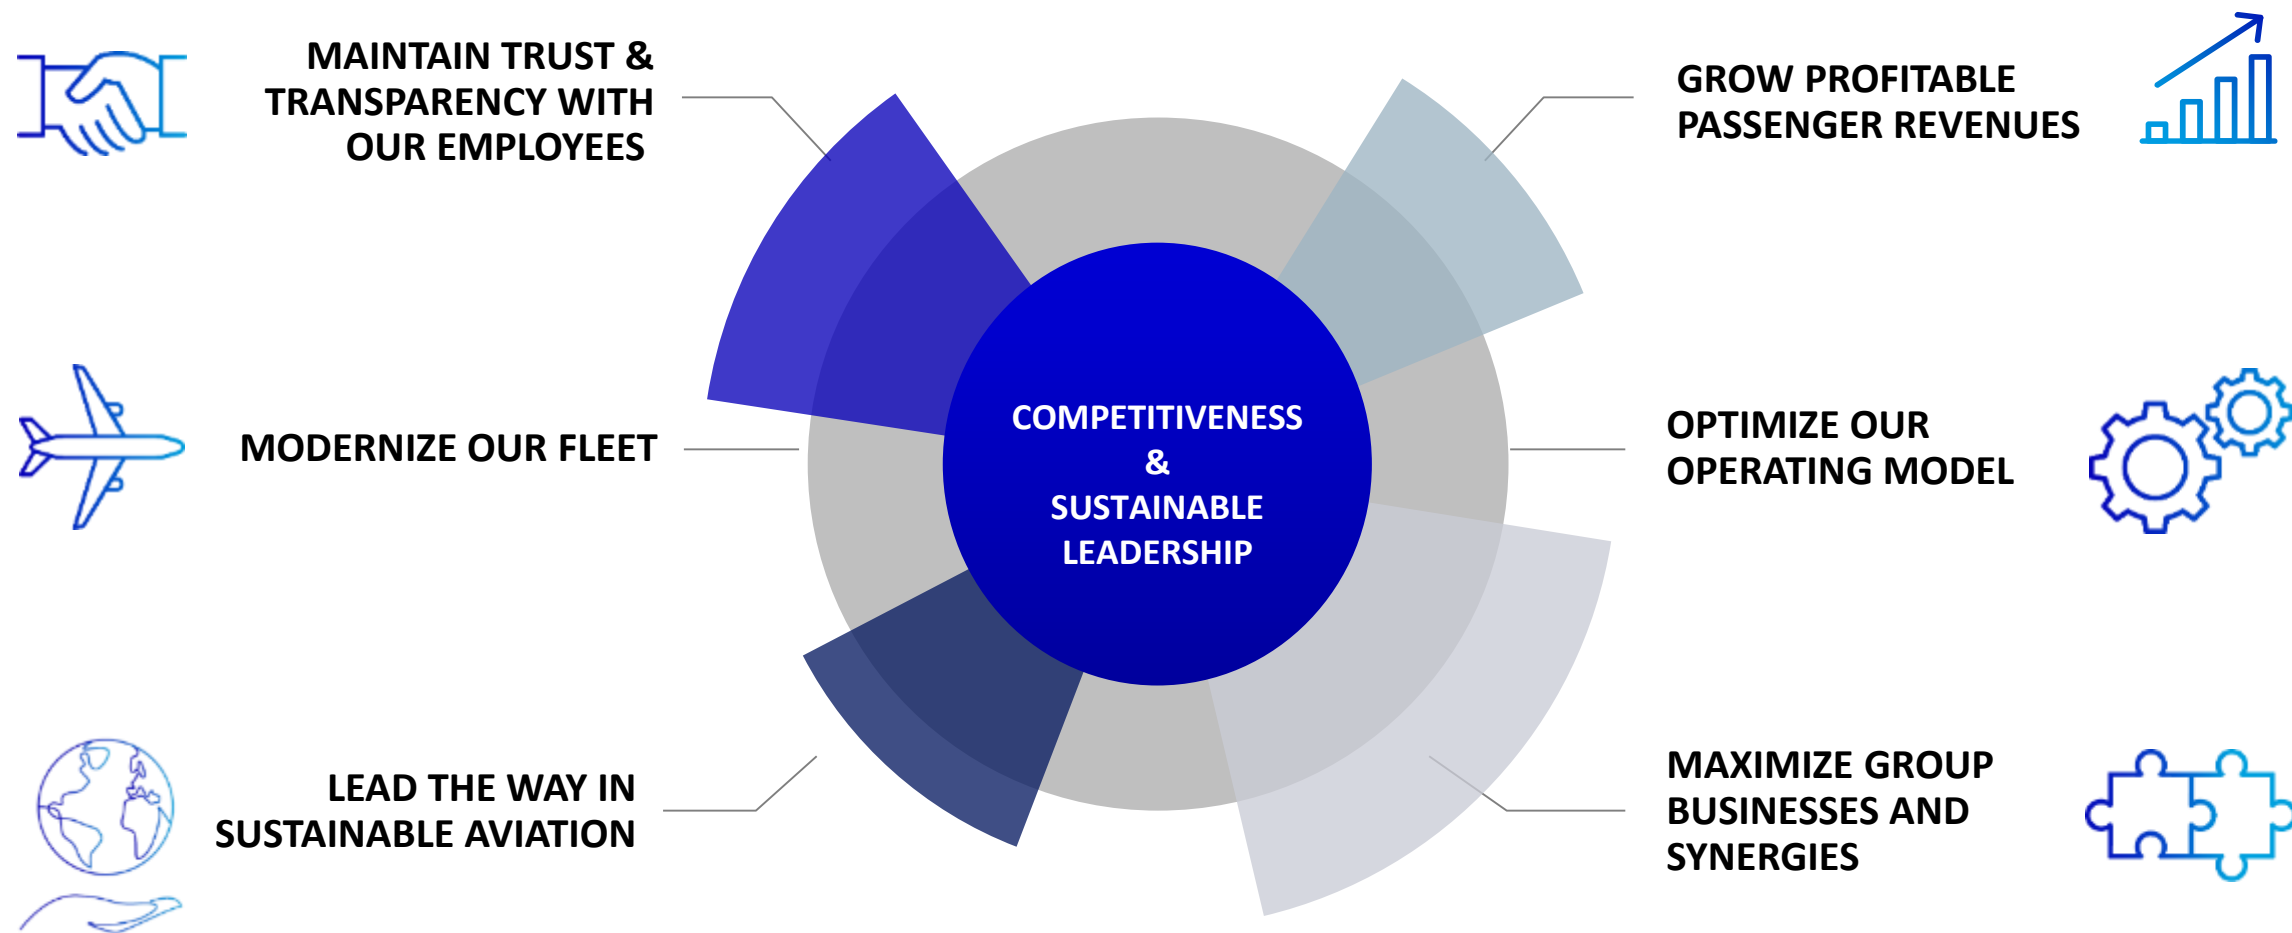 MAINTAIN TRUST &
TRANSPARENCY WITH
OUR EMPLOYEES
GROW PROFITABLE
PASSENGER REVENUES
MODERNIZE OUR FLEET
COMPETITIVENESS
&
SUSTAINABLE
LEADERSHIP
OPTIMIZE OUR
OPERATING MODEL
LEAD THE WAY IN
SUSTAINABLE AVIATION
MAXIMIZE GROUP
BUSINESSES AND
SYNERGIES